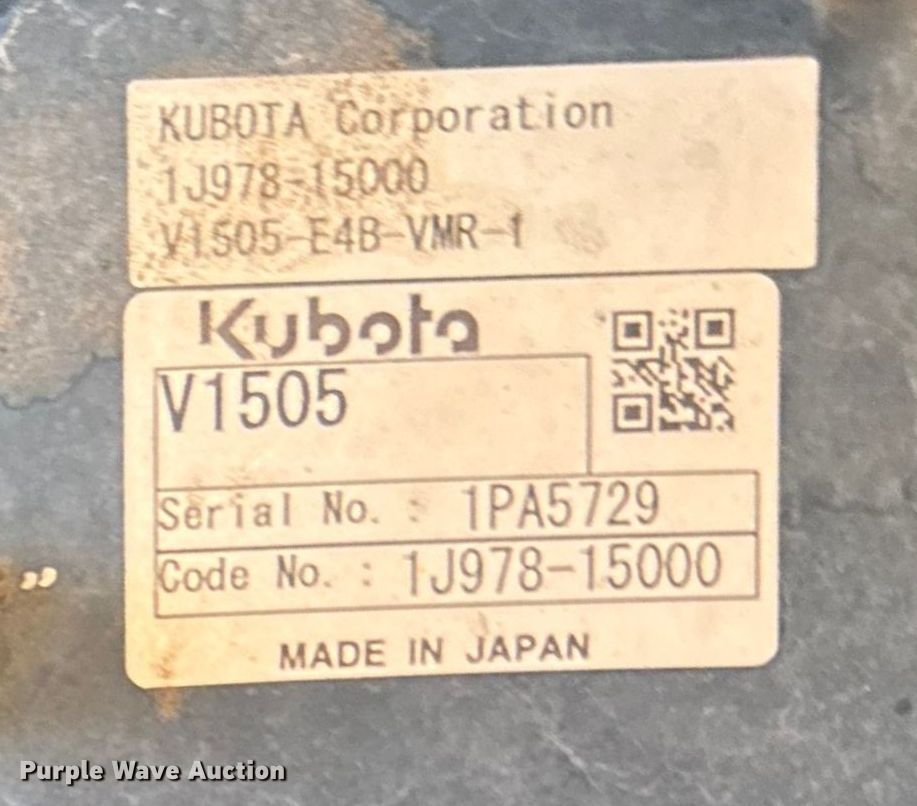 KUBOTA Corporation
1J978-15000
V1505-E4B-VMR-1
Kubota
V1505
Serial No. : 1PA5729
Code No. : 1J978-15000
MADE IN JAPAN
Purple Wave Auction